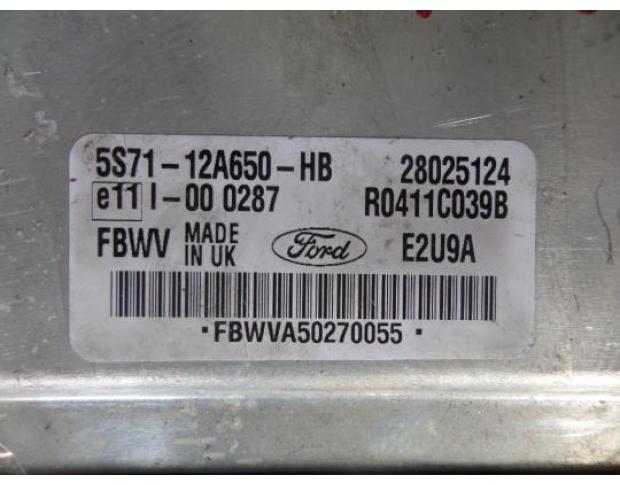 5S71-12A650-HB 28025124
e11 I-00 0287 R0411C039B
FBWV MADE IN UK Ford E2U9A
·FBWVA50270055·